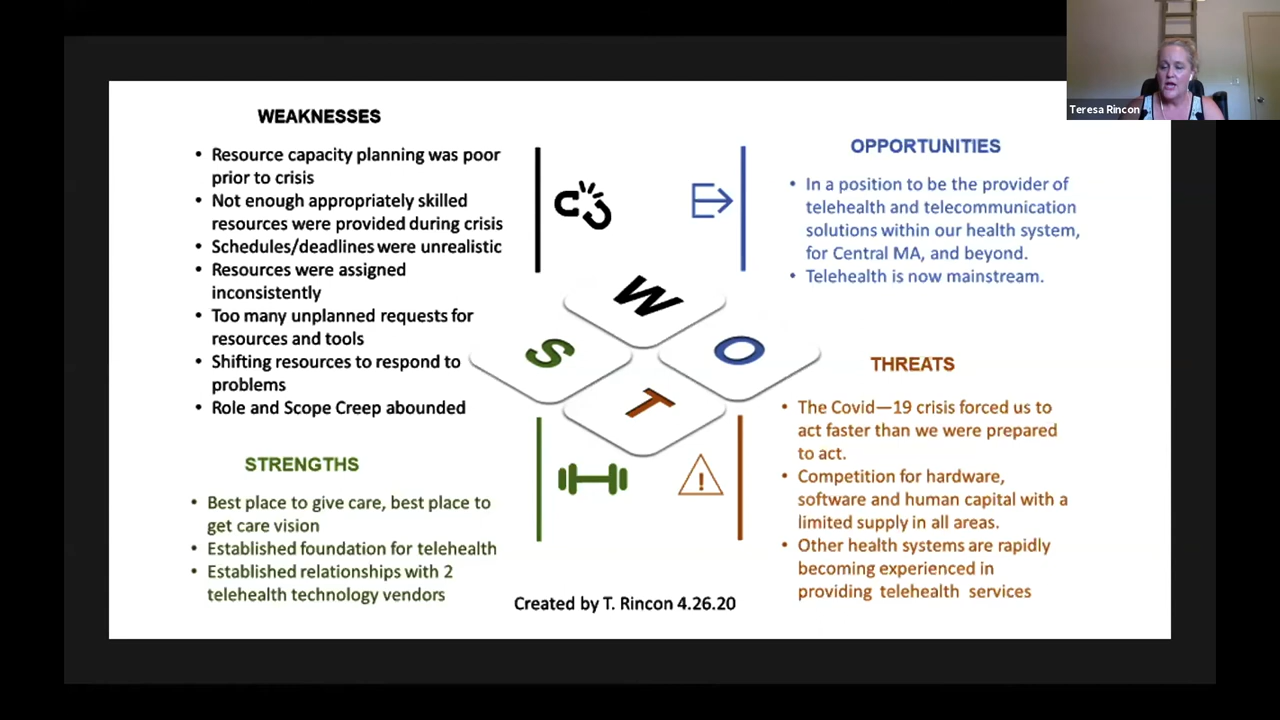 WEAKNESSES
• Resource capacity planning was poor
prior to crisis
• Not enough appropriately skilled
resources were provided during crisis
• Schedules/deadlines were unrealistic
• Resources were assigned
inconsistently
• Too many unplanned requests for
resources and tools
• Shifting resources to respond to
problems
• Role and Scope Creep abounded
STRENGTHS
• Best place to give care, best place to
get care vision
• Established foundation for telehealth
• Established relationships with 2
telehealth technology vendors
W
S
O
T
Created by T. Rincon 4.26.20
OPPORTUNITIES
• In a position to be the provider of
telehealth and telecommunication
solutions within our health system,
for Central MA, and beyond.
• Telehealth is now mainstream.
THREATS
• The Covid—19 crisis forced us to
act faster than we were prepared
to act.
• Competition for hardware,
software and human capital with a
limited supply in all areas.
• Other health systems are rapidly
becoming experienced in
providing telehealth services
Teresa Rincon